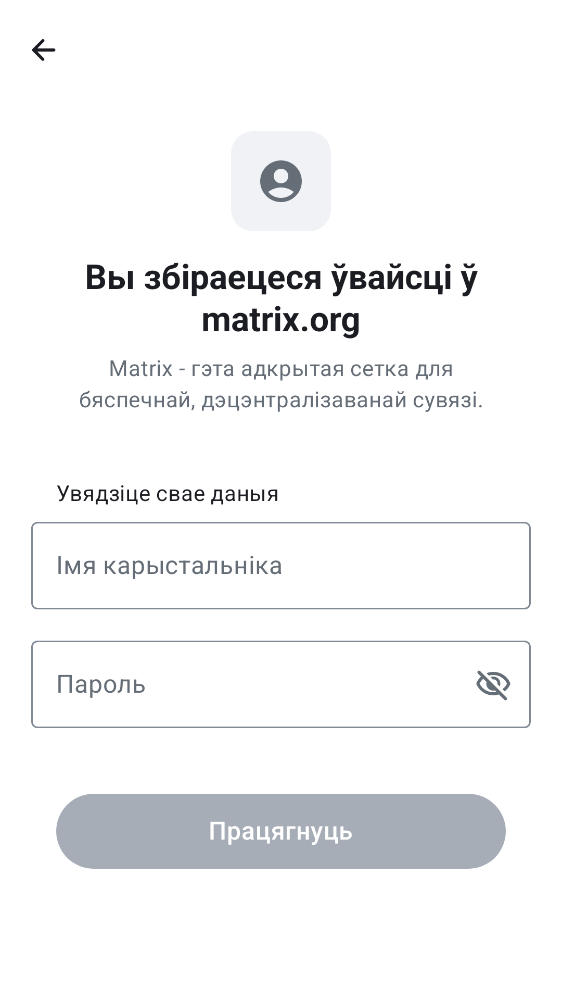 Вы збіраецеся ўвайсці ў
matrix.org
Matrix - гэта адкрытая сетка для
бяспечнай, дэцэнтралізаванай сувязі.
Увядзіце свае даныя
Імя карыстальніка
Пароль
Працягнуць